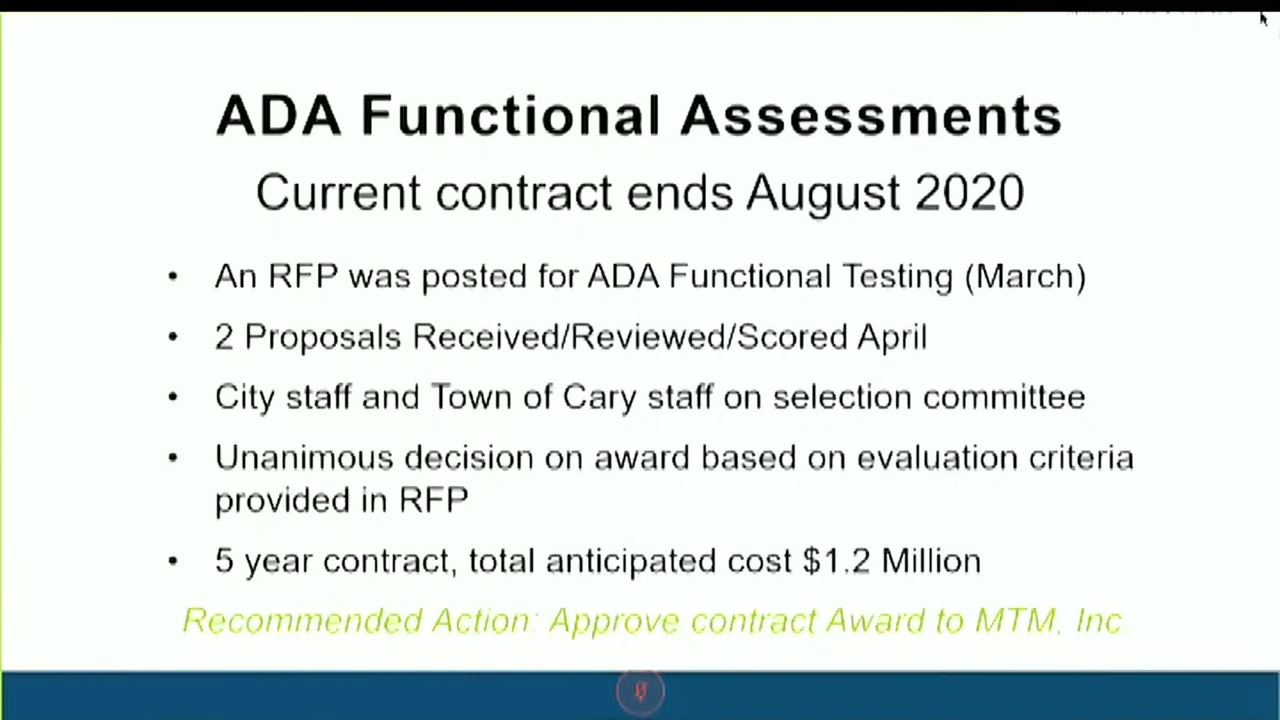 ADA Functional Assessments
Current contract ends August 2020
• An RFP was posted for ADA Functional Testing (March)
• 2 Proposals Received/Reviewed/Scored April
• City staff and Town of Cary staff on selection committee
• Unanimous decision on award based on evaluation criteria
provided in RFP
• 5 year contract, total anticipated cost $1.2 Million
Recommended Action: Approve contract Award to MTM, Inc.